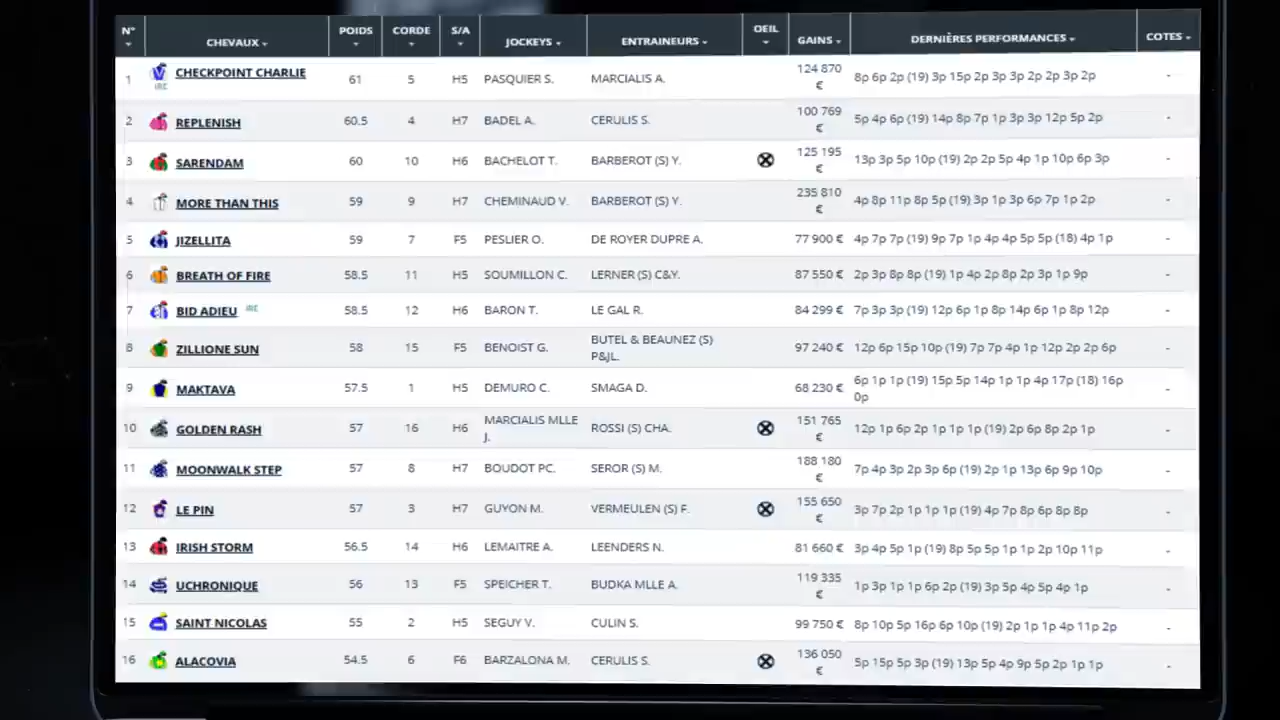 N° CHEVAUX POIDS CORDE S/A JOCKEYS ENTRAINEURS OEIL GAINS DERNIÈRES PERFORMANCES COTES
1 CHECKPOINT CHARLIE IRE 61 5 H5 PASQUIER S. MARCIALIS A. 124 870 € 8p 6p 2p (19) 3p 15p 2p 3p 3p 2p 2p 3p 2p -
2 REPLENISH 60.5 4 H7 BADEL A. CERULIS S. 100 769 € 5p 4p 6p (19) 14p 8p 7p 1p 3p 3p 12p 5p 2p -
3 SARENDAM 60 10 H6 BACHELOT T. BARBEROT (S) Y. 125 195 € 13p 3p 5p 10p (19) 2p 2p 5p 4p 1p 10p 6p 3p -
4 MORE THAN THIS 59 9 H7 CHEMINAUD V. BARBEROT (S) Y. 235 810 € 4p 8p 11p 8p 5p (19) 3p 1p 3p 6p 7p 1p 2p -
5 JIZELLITA 59 7 F5 PESLIER O. DE ROYER DUPRE A. 77 900 € 4p 7p 7p (19) 9p 7p 1p 4p 4p 5p 5p (18) 4p 1p -
6 BREATH OF FIRE 58.5 11 H5 SOUMILLON C. LERNER (S) C&Y. 87 550 € 2p 3p 8p 8p (19) 1p 4p 2p 8p 2p 3p 1p 9p -
7 BID ADIEU IRE 58.5 12 H6 BARON T. LE GAL R. 84 299 € 7p 3p 3p (19) 12p 6p 1p 8p 14p 6p 1p 8p 12p -
8 ZILLIONE SUN 58 15 F5 BENOIST G. BUTEL & BEAUNEZ (S) P&JL. 97 240 € 12p 6p 15p 10p (19) 7p 7p 4p 1p 12p 2p 2p 6p -
9 MAKTAVA 57.5 1 H5 DEMURO C. SMAGA D. 68 230 € 6p 1p 1p (19) 15p 5p 14p 1p 1p 4p 17p (18) 16p 0p -
10 GOLDEN RASH 57 16 H6 MARCIALIS MLLE J. ROSSI (S) CHA. 151 765 € 12p 1p 6p 2p 1p 1p 1p (19) 2p 6p 8p 2p 1p -
11 MOONWALK STEP 57 8 H7 BOUDOT PC. SEROR (S) M. 188 180 € 7p 4p 3p 2p 3p 6p (19) 2p 1p 13p 6p 9p 10p -
12 LE PIN 57 3 H7 GUYON M. VERMEULEN (S) F. 155 650 € 3p 7p 2p 1p 1p 1p (19) 4p 7p 8p 6p 8p 8p -
13 IRISH STORM 56.5 14 H6 LEMAITRE A. LEENDERS N. 81 660 € 3p 4p 5p 1p (19) 8p 5p 5p 1p 1p 2p 10p 11p -
14 UCHRONIQUE 56 13 F5 SPEICHER T. BUDKA MLLE A. 119 335 € 1p 3p 1p 1p 6p 2p (19) 3p 5p 4p 5p 4p 1p -
15 SAINT NICOLAS 55 2 H5 SEGUY V. CULIN S. 99 750 € 8p 10p 5p 16p 6p 10p (19) 2p 1p 1p 4p 11p 2p -
16 ALACOVIA 54.5 6 F6 BARZALONA M. CERULIS S. 136 050 € 5p 15p 5p 3p (19) 13p 5p 4p 9p 5p 2p 1p 1p -